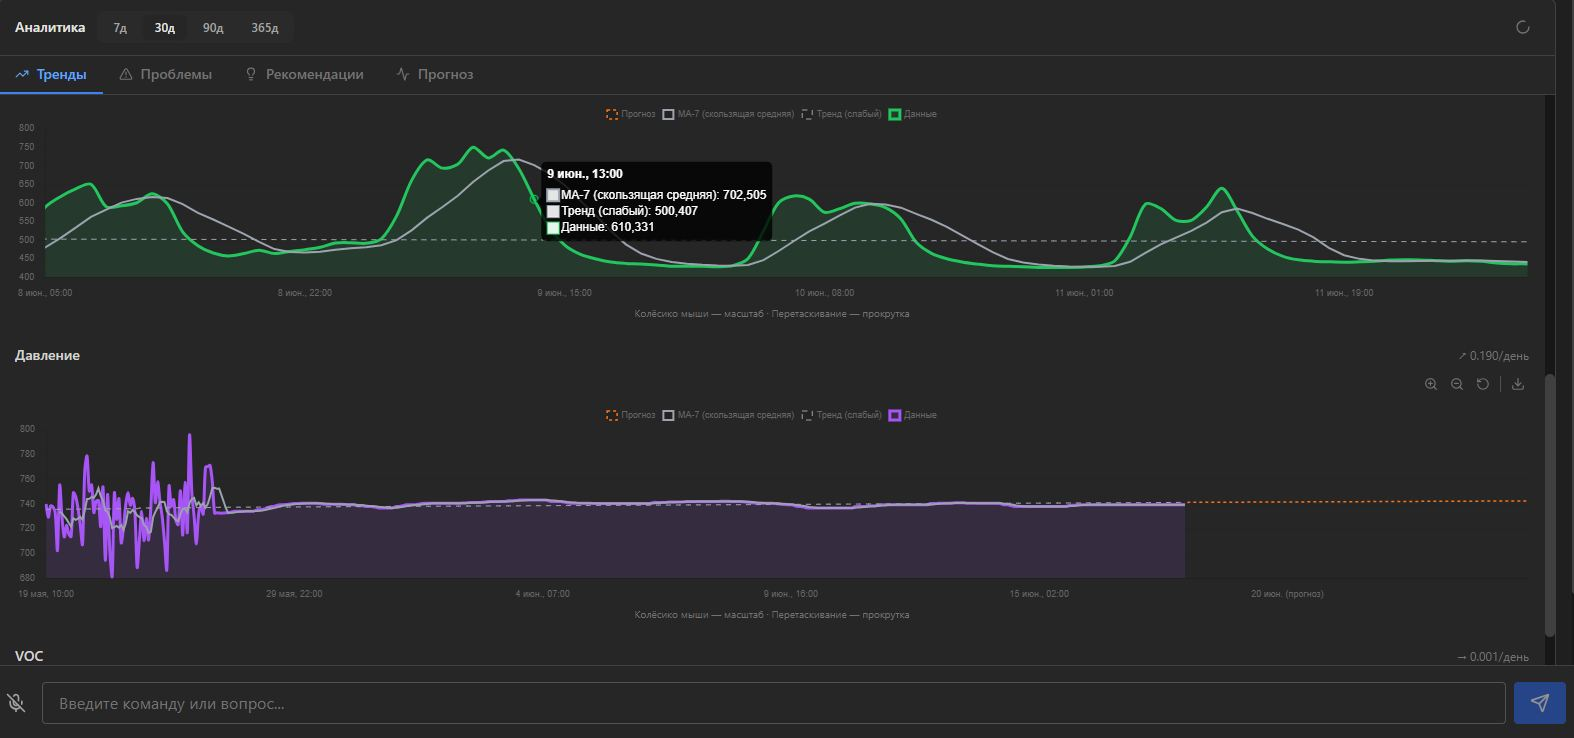 Аналитика 7д 30д 90д 365д
Тренды Проблемы Рекомендации Прогноз
Прогноз MA-7 (скользящая средняя) Тренд (слабый) Данные
800
750
700
650
600
550
500
450
400
9 июн., 13:00
MA-7 (скользящая средняя): 702,505
Тренд (слабый): 500,407
Данные: 610,331
8 июн., 05:00 8 июн., 22:00 9 июн., 15:00 10 июн., 08:00 11 июн., 01:00 11 июн., 19:00
Колёсико мыши — масштаб · Перетаскивание — прокрутка
Давление ↗ 0.190/день
Прогноз MA-7 (скользящая средняя) Тренд (слабый) Данные
800
780
760
740
720
700
680
19 мая, 10:00 29 мая, 22:00 4 июн., 07:00 9 июн., 16:00 15 июн., 02:00 20 июн. (прогноз)
Колёсико мыши — масштаб · Перетаскивание — прокрутка
VOC → 0.001/день
Введите команду или вопрос...